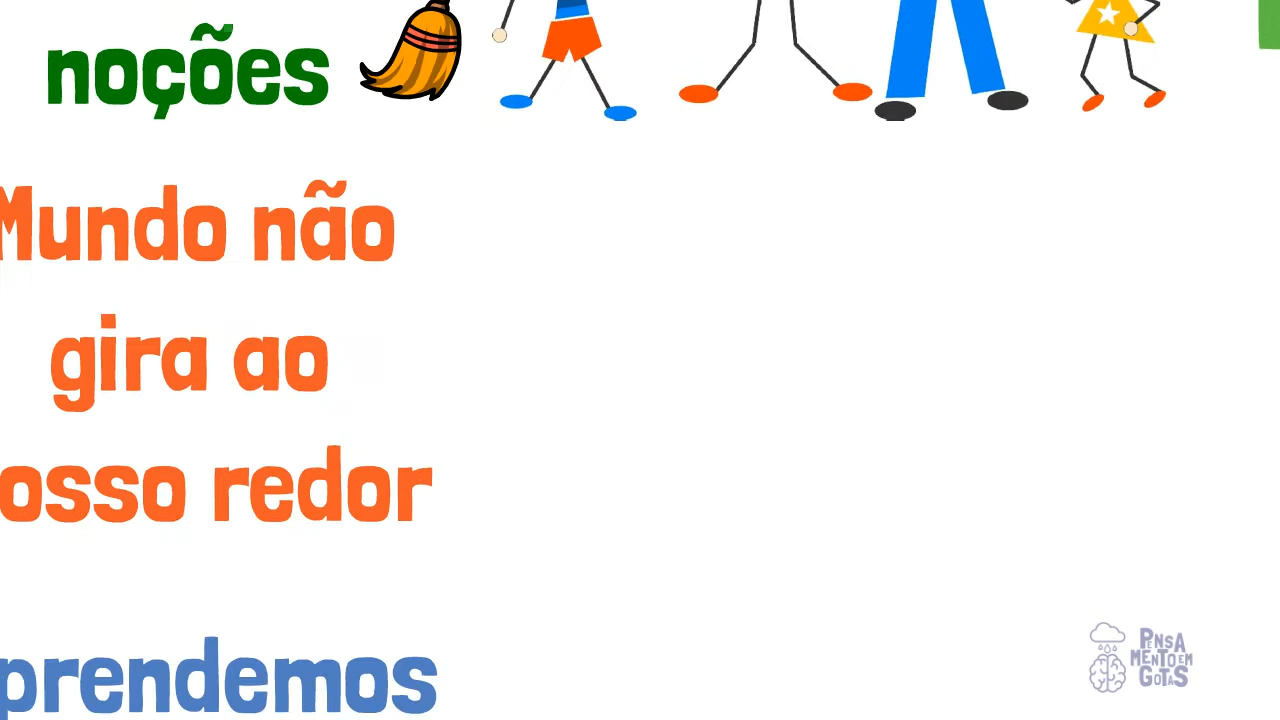 noções
Mundo não
gira ao
osso redor
prendemos
PENSA
MENTO EM
GOTAS